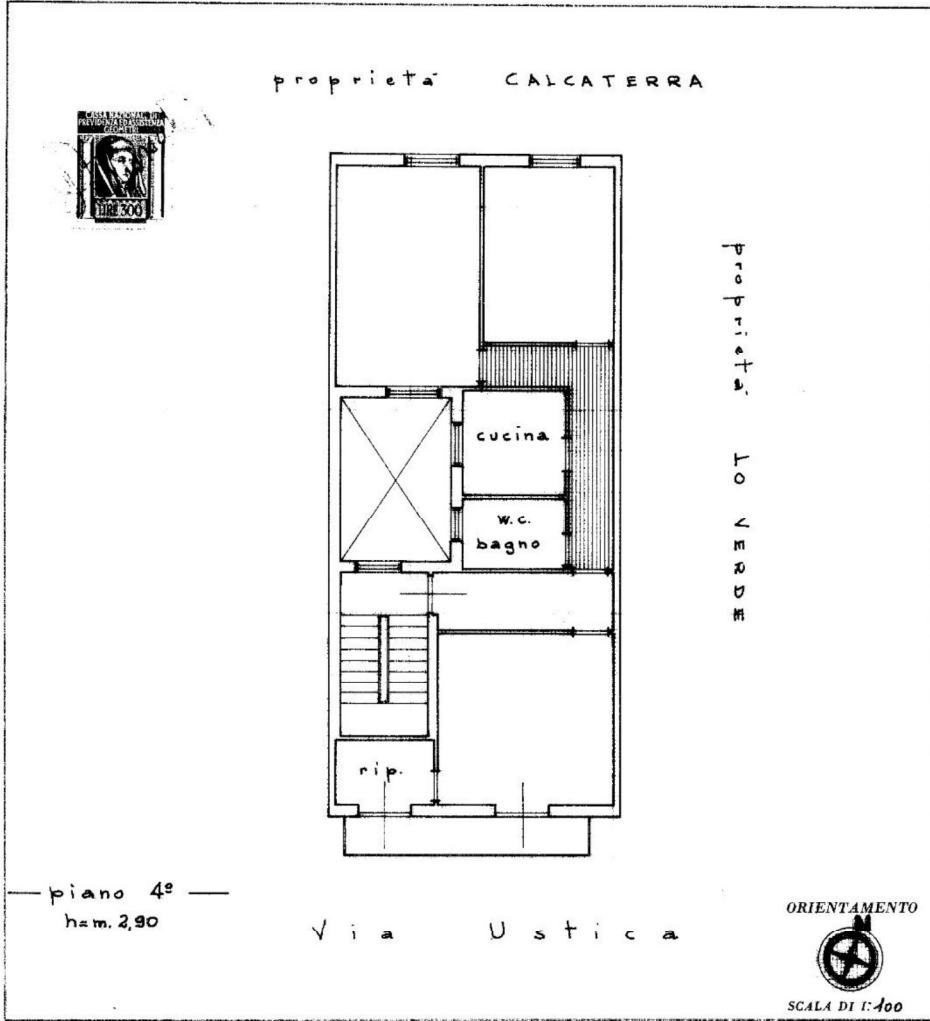 proprietà CALCATERRA
CASSA NAZIONALE DI
PREVIDENZA ED ASSISTENZA
GEOMETRI
LIRE 300
proprietà LO VERDE
cucina
w.c.
bagno
rip.
piano 4º
h=m. 2,90
Via Ustica
ORIENTAMENTO
N
SCALA DI 1:100